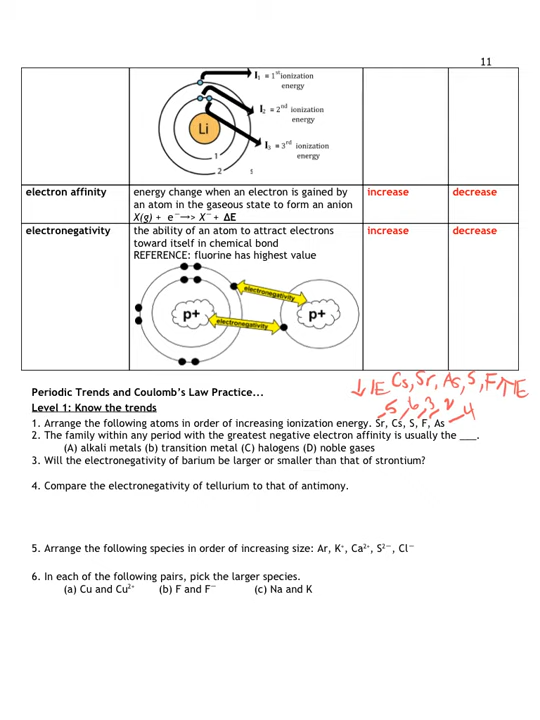 11
I₁ = 1ˢᵗ ionization
energy
I₂ = 2ⁿᵈ ionization
energy
I₃ = 3ʳᵈ ionization
energy
Li
1
2
s
electron affinity
energy change when an electron is gained by
an atom in the gaseous state to form an anion
X(g) + e⁻—> X⁻ + ΔE
increase
decrease
electronegativity
the ability of an atom to attract electrons
toward itself in chemical bond
REFERENCE: fluorine has highest value
increase
decrease
p+
electronegativity
electronegativity
p+
Periodic Trends and Coulomb’s Law Practice...
↓IE Cs, Sr, As, S, F ↑IE
Level 1: Know the trends
5 6 3 2 4
1. Arrange the following atoms in order of increasing ionization energy. Sr, Cs, S, F, As
2. The family within any period with the greatest negative electron affinity is usually the ___.
(A) alkali metals (b) transition metal (C) halogens (D) noble gases
3. Will the electronegativity of barium be larger or smaller than that of strontium?
4. Compare the electronegativity of tellurium to that of antimony.
5. Arrange the following species in order of increasing size: Ar, K⁺, Ca²⁺, S²⁻, Cl⁻
6. In each of the following pairs, pick the larger species.
(a) Cu and Cu²⁺ (b) F and F⁻ (c) Na and K